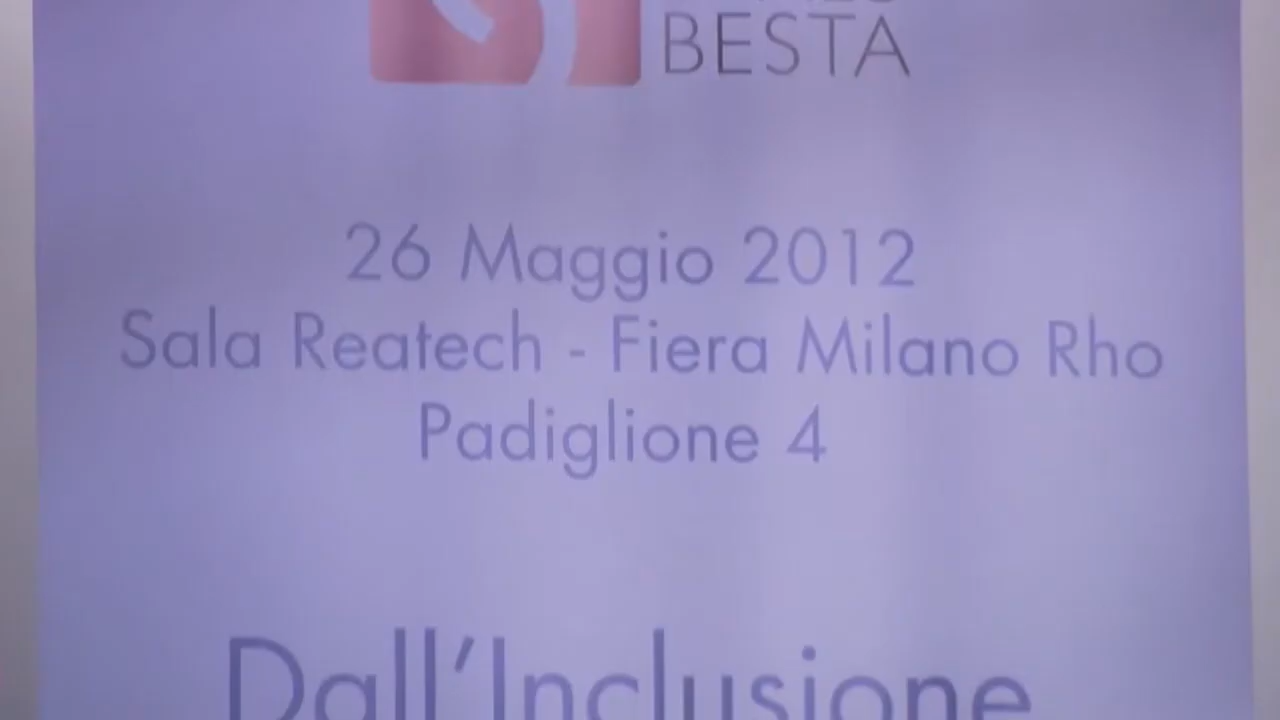 BESTA
26 Maggio 2012
Sala Reatech - Fiera Milano Rho
Padiglione 4
Dall'Inclusione